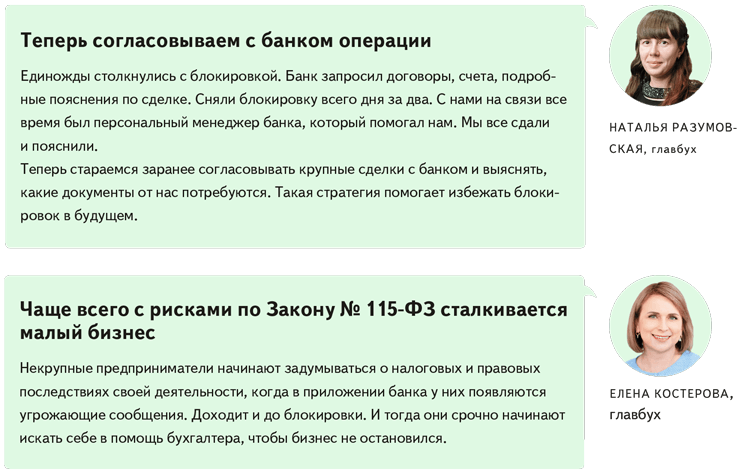 Теперь согласовываем с банком операции
Единожды столкнулись с блокировкой. Банк запросил договоры, счета, подроб-
ные пояснения по сделке. Сняли блокировку всего дня за два. С нами на связи все
время был персональный менеджер банка, который помогал нам. Мы все сдали
и пояснили.
Теперь стараемся заранее согласовывать крупные сделки с банком и выяснять,
какие документы от нас потребуются. Такая стратегия помогает избежать блоки-
ровок в будущем.
НАТАЛЬЯ РАЗУМОВ-
СКАЯ, главбух
Чаще всего с рисками по Закону № 115-ФЗ сталкивается
малый бизнес
Некрупные предприниматели начинают задумываться о налоговых и правовых
последствиях своей деятельности, когда в приложении банка у них появляются
угрожающие сообщения. Доходит и до блокировки. И тогда они срочно начинают
искать себе в помощь бухгалтера, чтобы бизнес не остановился.
ЕЛЕНА КОСТЕРОВА,
главбух